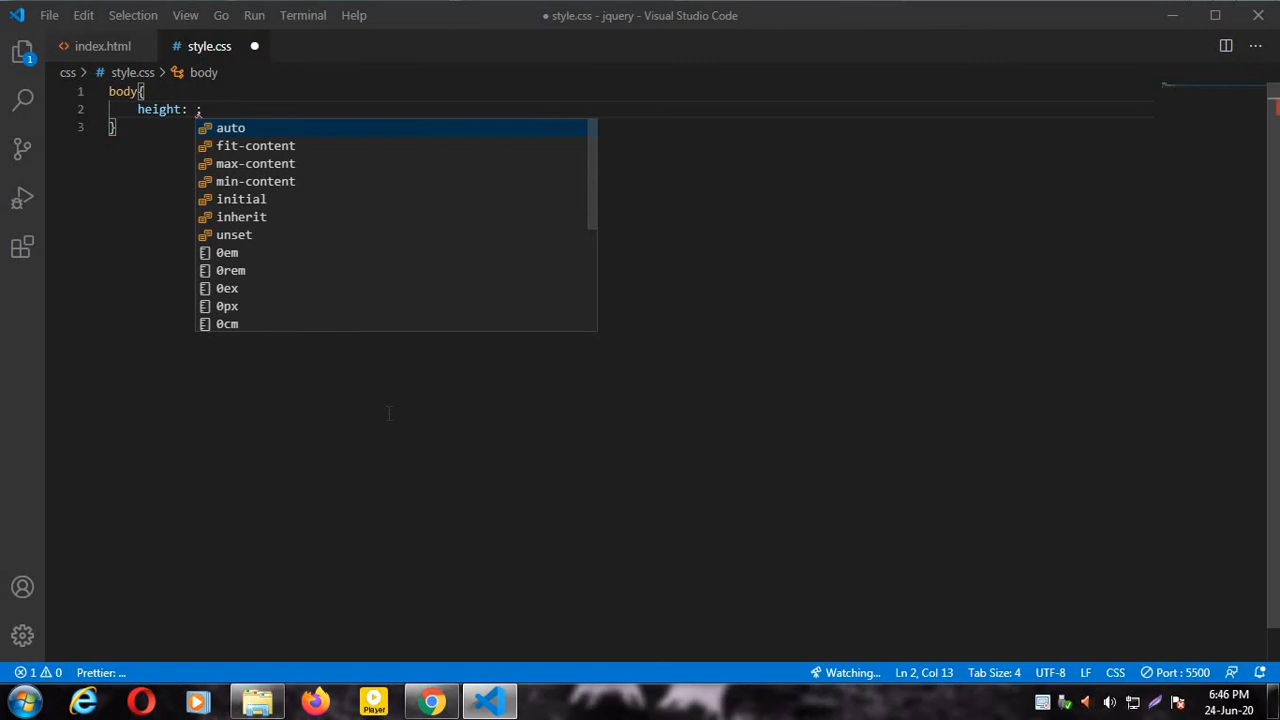 File Edit Selection View Go Run Terminal Help
● style.css - jquery - Visual Studio Code
index.html
# style.css ●
css > # style.css > body
1 body{
2 height: ;
3 }
auto
fit-content
max-content
min-content
initial
inherit
unset
0em
0rem
0ex
0px
0cm
1
1 0 Prettier: ...
Watching... Ln 2, Col 13 Tab Size: 4 UTF-8 LF CSS Port : 5500
Player
6:46 PM
24-Jun-20